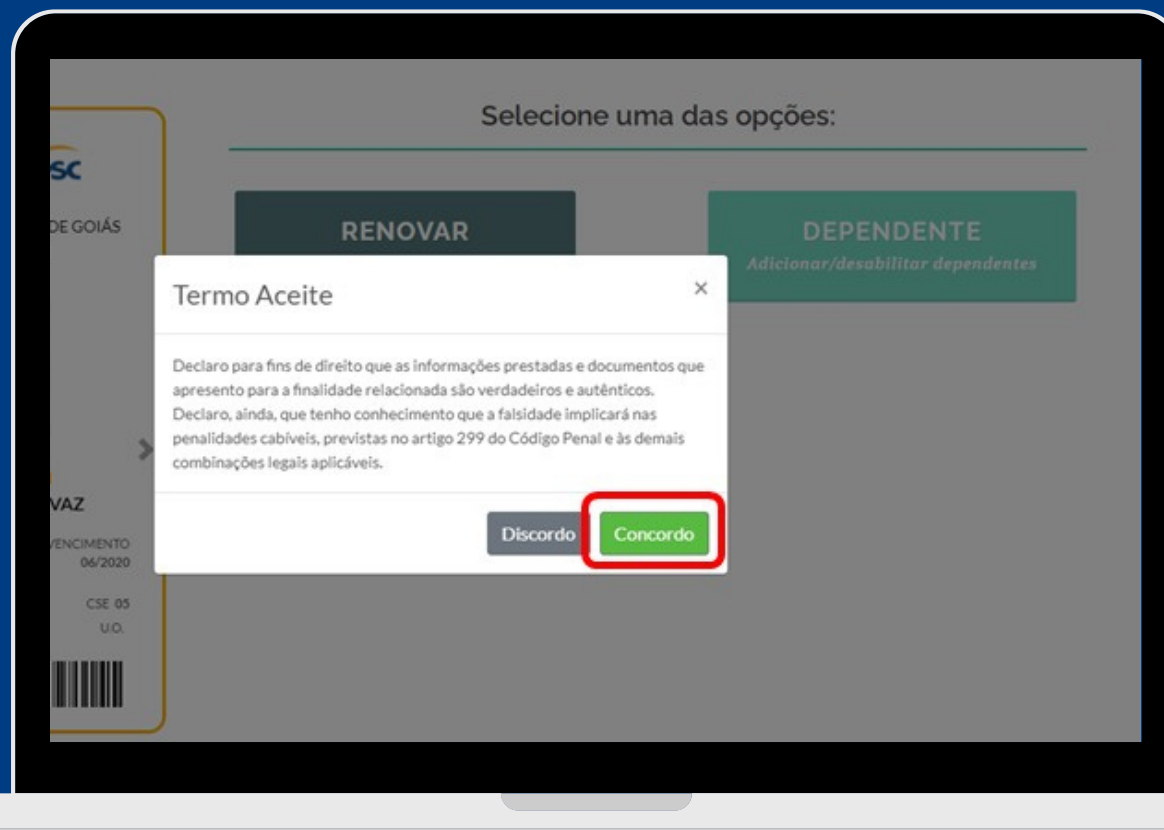 Selecione uma das opções:
sc
DE GOIÁS
RENOVAR
DEPENDENTE
Adicionar/desabilitar dependentes
Termo Aceite
×
Declaro para fins de direito que as informações prestadas e documentos que
apresento para a finalidade relacionada são verdadeiros e autênticos.
Declaro, ainda, que tenho conhecimento que a falsidade implicará nas
penalidades cabíveis, previstas no artigo 299 do Código Penal e às demais
combinações legais aplicáveis.
Discordo
Concordo
VAZ
VENCIMENTO
06/2020
CSE 05
U.O.